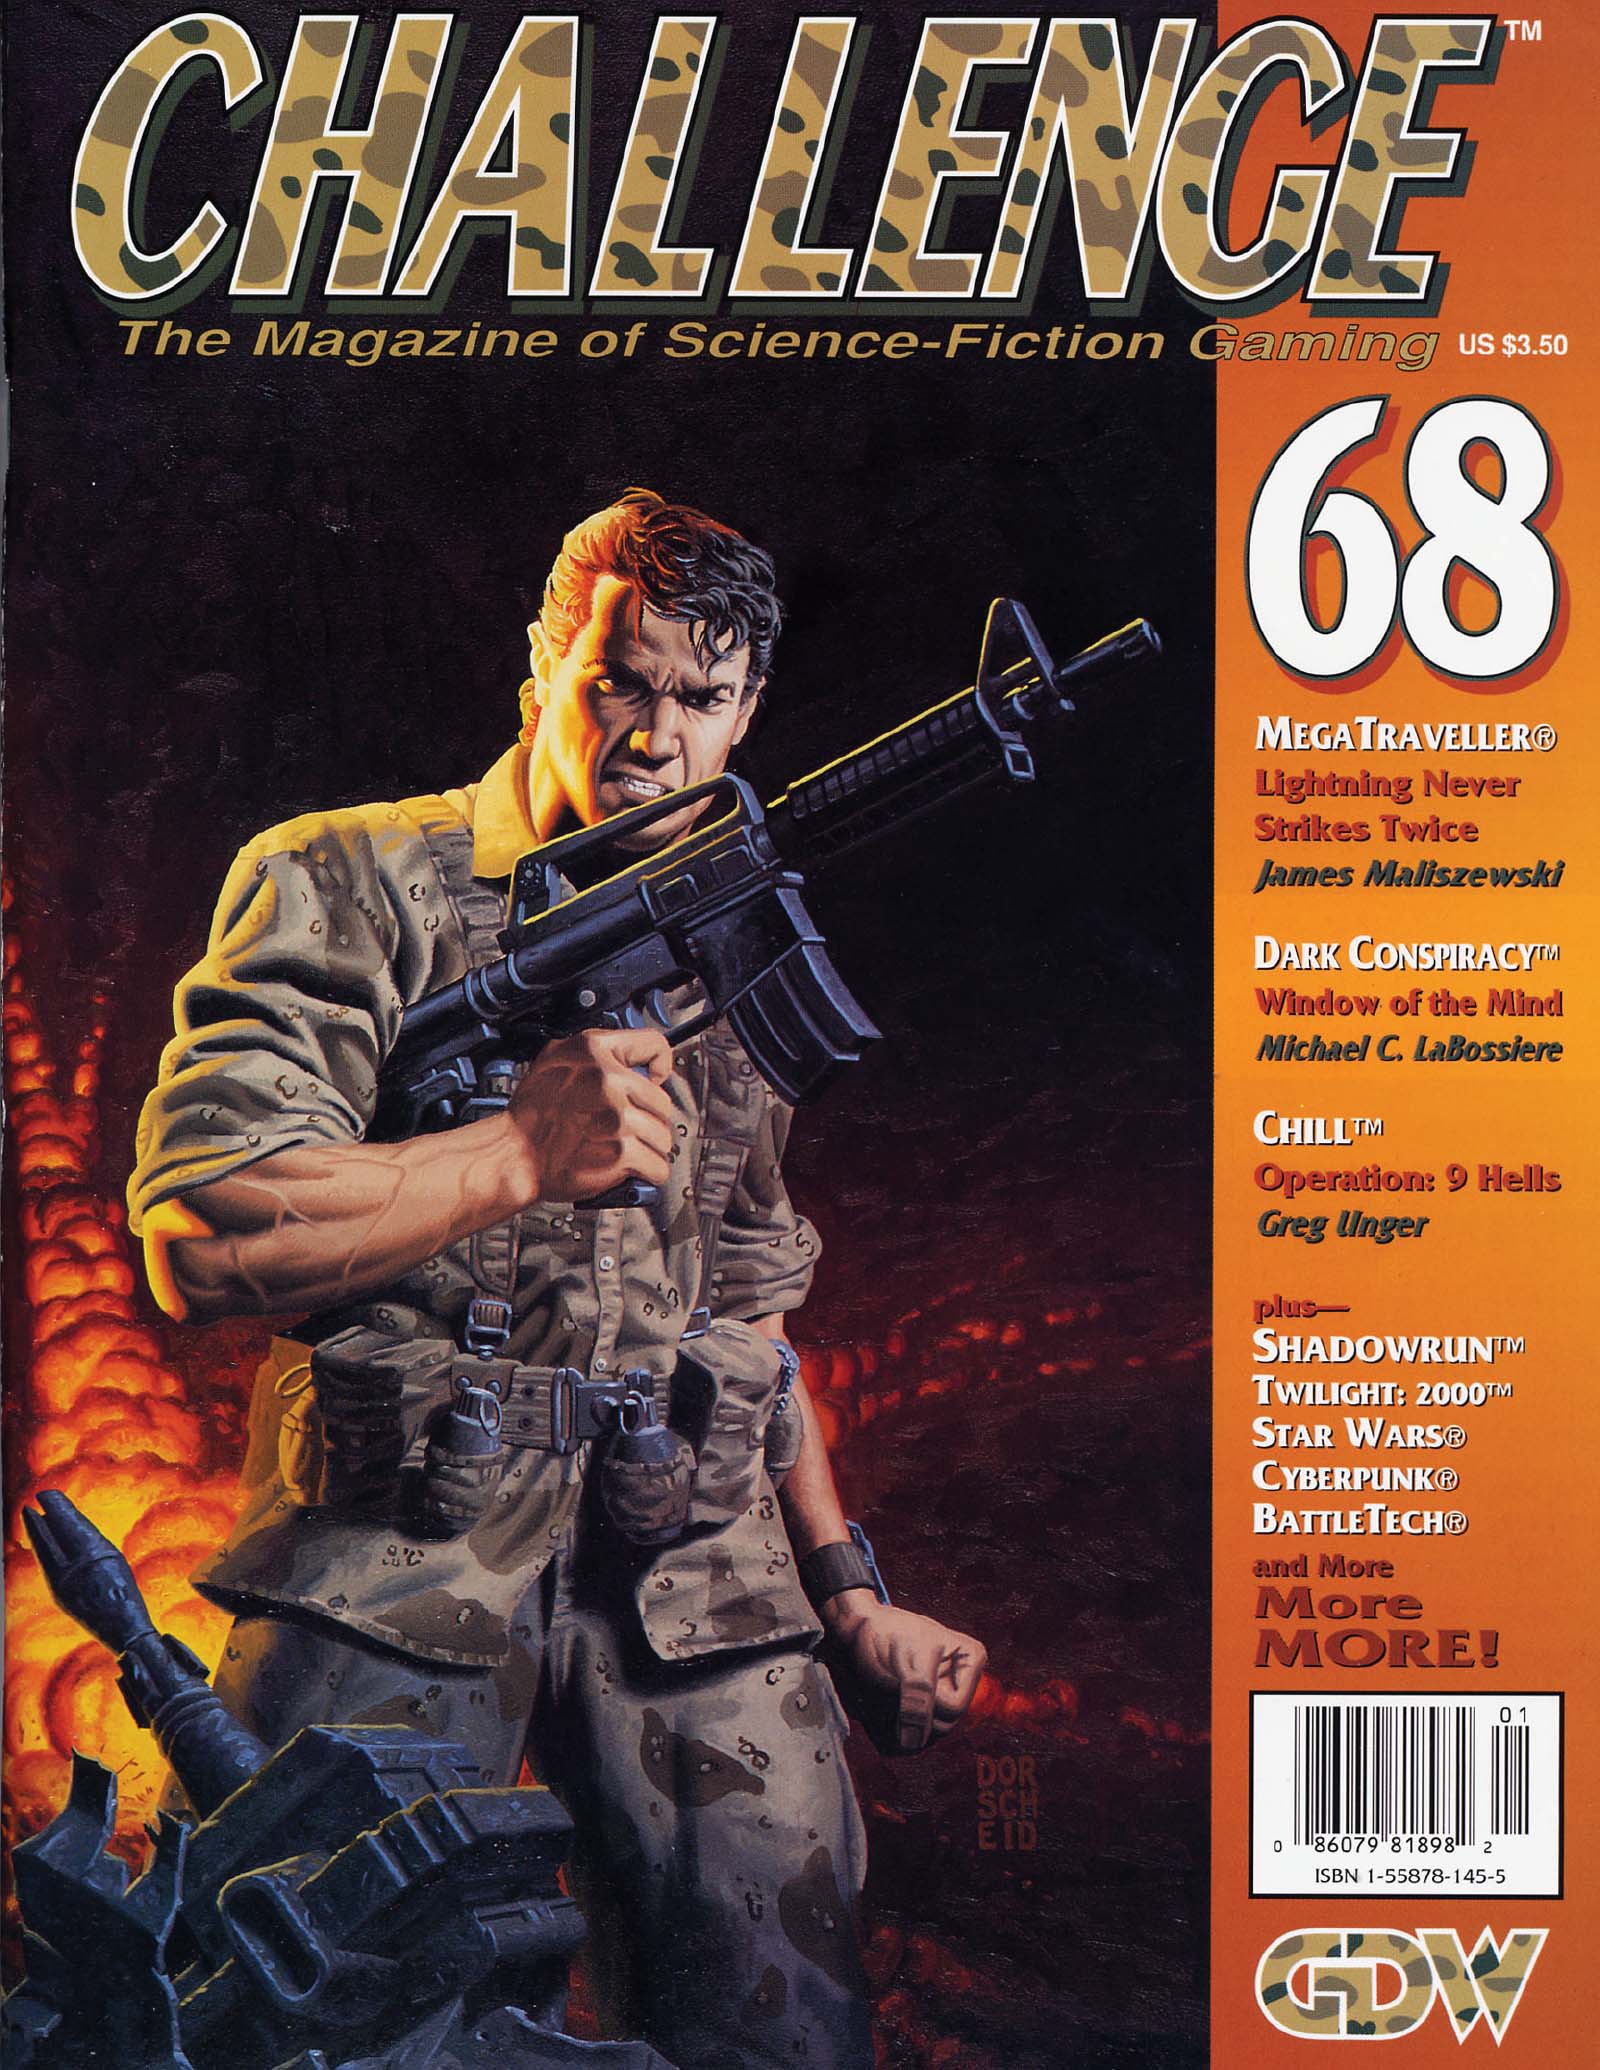 CHALLENGE™
The Magazine of Science-Fiction Gaming
US $3.50
68
MEGATRAVELLER®
Lightning Never
Strikes Twice
James Maliszewski
DARK CONSPIRACY™
Window of the Mind
Michael C. LaBossiere
CHILL™
Operation: 9 Hells
Greg Unger
plus—
SHADOWRUN™
TWILIGHT: 2000™
STAR WARS®
CYBERPUNK®
BATTLETECH®
and More
More
MORE!
DOR
SCH
EID
01
0 86079 81898 2
ISBN 1-55878-145-5
GDW